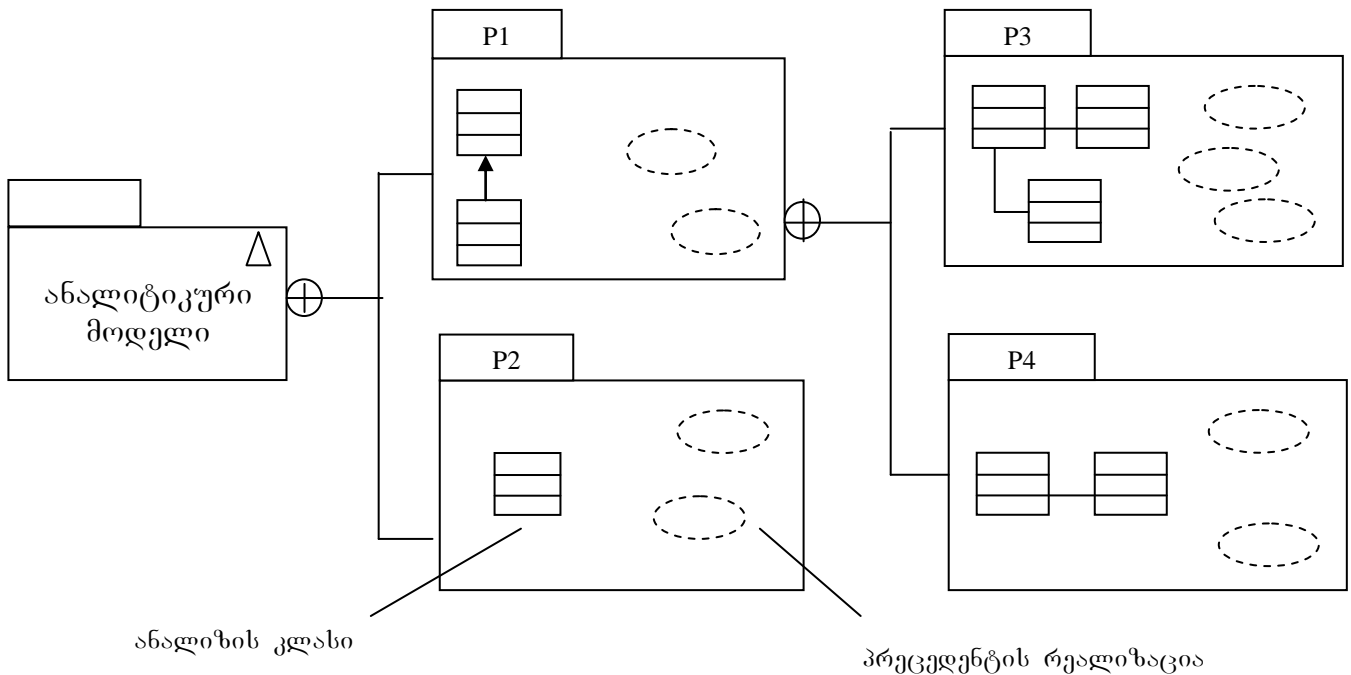 P1
P3
ანალიტიკური
მოდელი
P2
P4
ანალიზის კლასი
პრეცედენტის რეალიზაცია